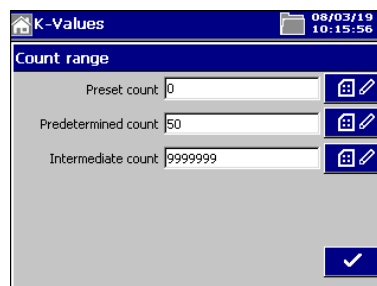 K-Values
08/03/19
10:15:56
Count range
Preset count 0
Predetermined count 50
Intermediate count 9999999